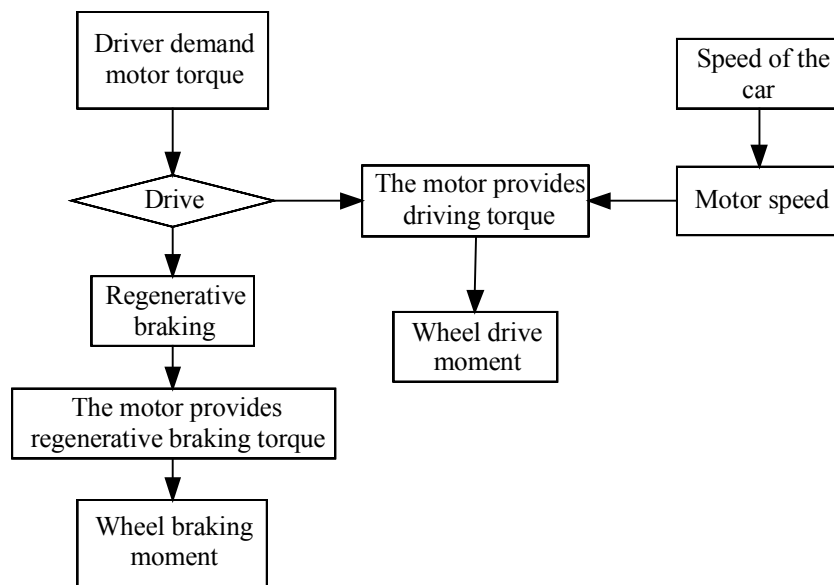 Driver demand
motor torque
Speed of the
car
Drive
The motor provides
driving torque
Motor speed
Regenerative
braking
Wheel drive
moment
The motor provides
regenerative braking torque
Wheel braking
moment